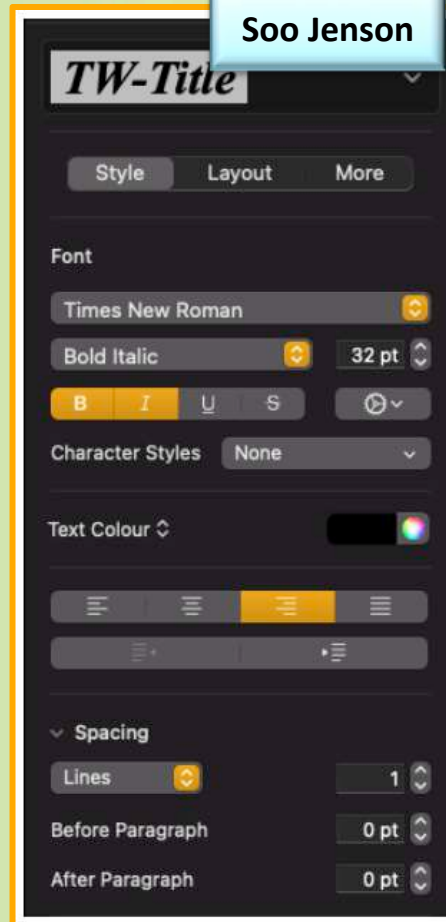 Soo Jenson
TW-Title
Style Layout More
Font
Times New Roman
Bold Italic 32 pt
B I U S
Character Styles None
Text Colour
Spacing
Lines 1
Before Paragraph 0 pt
After Paragraph 0 pt